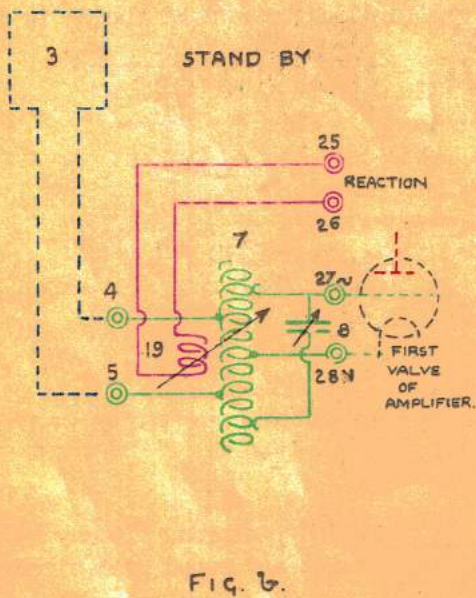 3
STAND BY
25
REACTION
26
7
4
27~
19
8
5
28N
FIRST
VALVE
OF
AMPLIFIER.
FIG. 6.